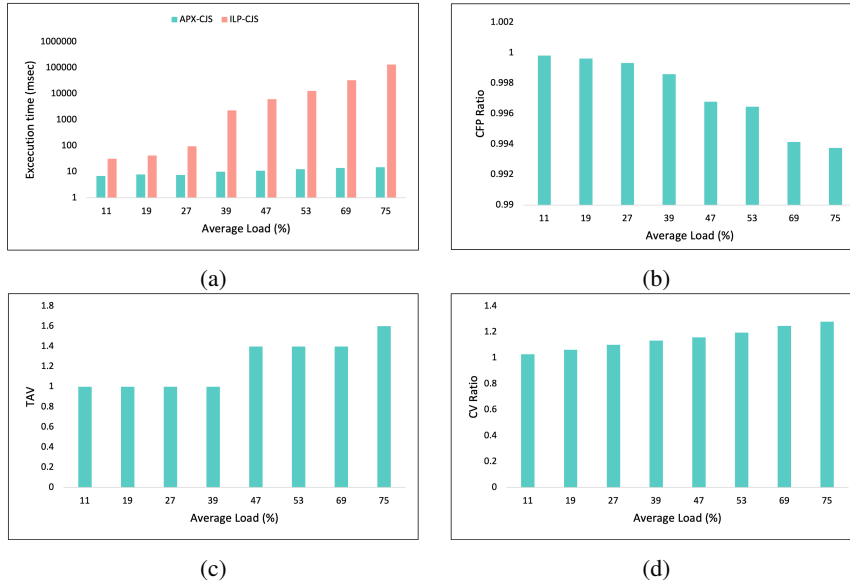 APX-CJS ILP-CJS
Excecution time (msec)
1000000
100000
10000
1000
100
10
1
11 19 27 39 47 53 69 75
Average Load (%)
(a)
CFP Ratio
1.002
1
0.998
0.996
0.994
0.992
0.99
11 19 27 39 47 53 69 75
Average Load (%)
(b)
TAV
1.8
1.6
1.4
1.2
1
0.8
0.6
0.4
0.2
0
11 19 27 39 47 53 69 75
Average Load (%)
(c)
CV Ratio
1.4
1.2
1
0.8
0.6
0.4
0.2
0
11 19 27 39 47 53 69 75
Average Load (%)
(d)